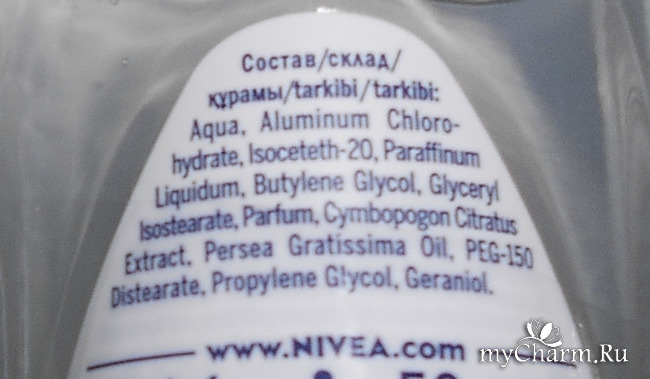 Состав/склад/
құрамы/tarkibi/tarkibi:
Aqua, Aluminum Chloro-
hydrate, Isoceteth-20, Paraffinum
Liquidum, Butylene Glycol, Glyceryl
Isostearate, Parfum, Cymbopogon Citratus
Extract, Persea Gratissima Oil, PEG-150
Distearate, Propylene Glycol, Geraniol.
www.NIVEA.com
myCharm.Ru